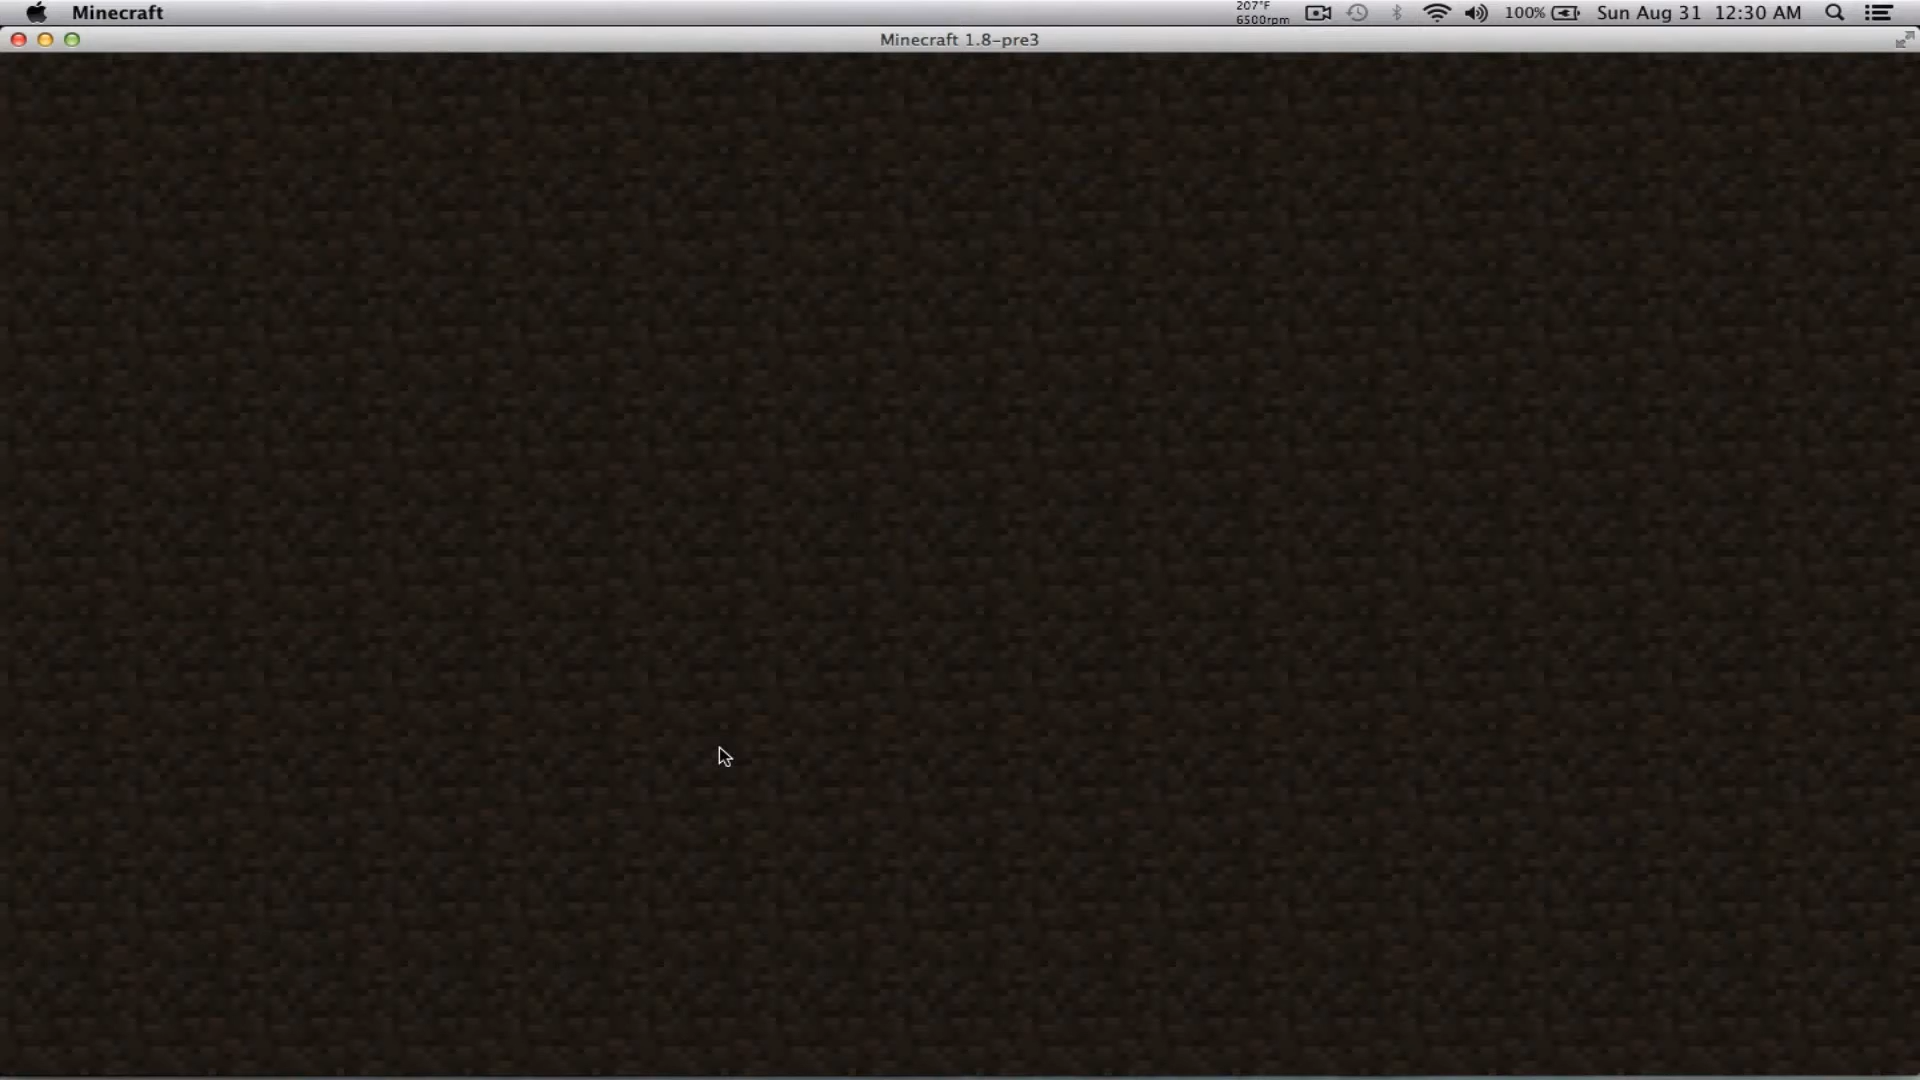 Minecraft
207°F
6500rpm
100%
Sun Aug 31 12:30 AM
Minecraft 1.8-pre3